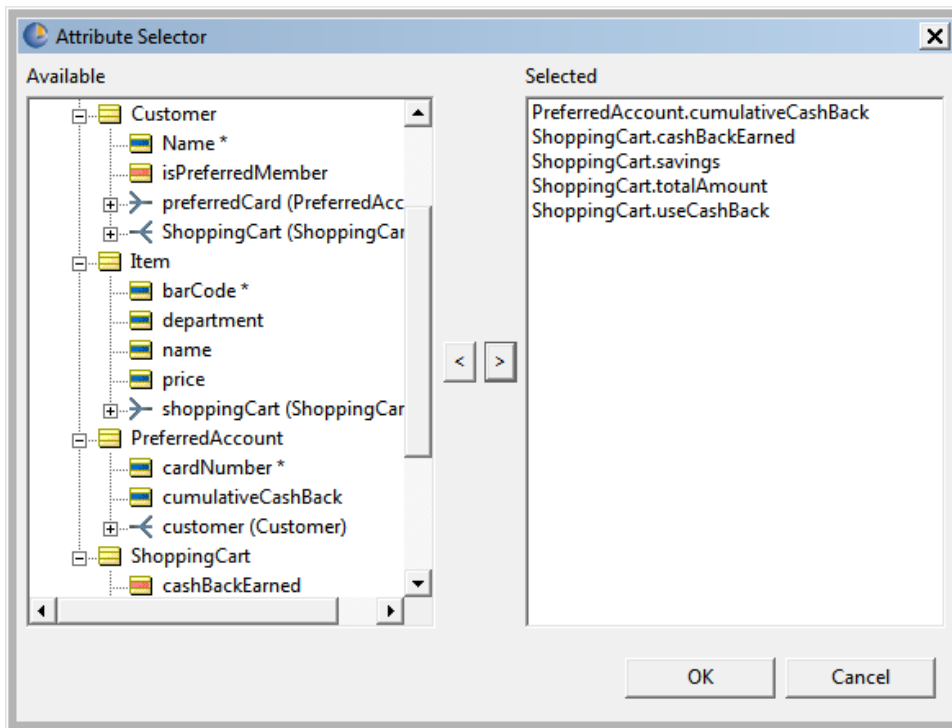 Attribute Selector
Available
Customer
Name *
isPreferredMember
preferredCard (PreferredAcc
ShoppingCart (ShoppingCar
Item
barCode *
department
name
price
shoppingCart (ShoppingCar
PreferredAccount
cardNumber *
cumulativeCashBack
customer (Customer)
ShoppingCart
cashBackEarned
< >
Selected
PreferredAccount.cumulativeCashBack
ShoppingCart.cashBackEarned
ShoppingCart.savings
ShoppingCart.totalAmount
ShoppingCart.useCashBack
OK
Cancel